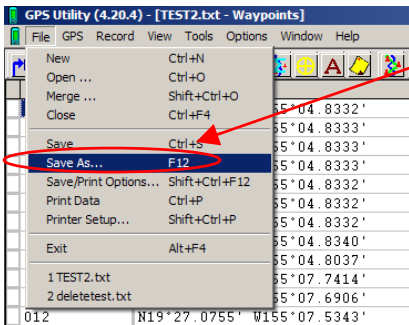 GPS Utility (4.20.4) - [TEST2.txt - Waypoints]
File GPS Record View Tools Options Window Help
A
New Ctrl+N
Open ... Ctrl+O
Merge ... Shift+Ctrl+O
Close Ctrl+F4
Save Ctrl+S
Save As... F12
Save/Print Options... Shift+Ctrl+F12
Print Data Ctrl+P
Printer Setup... Shift+Ctrl+P
Exit Alt+F4
1 TEST2.txt
2 deletetest.txt
55°04.8332'
55°04.8333'
55°04.8333'
55°04.8333'
55°04.8332'
55°04.8332'
55°04.8332'
55°04.8340'
55°04.8037'
55°07.7414'
55°07.6906'
012 N19°27.0755' W155°07.5343'